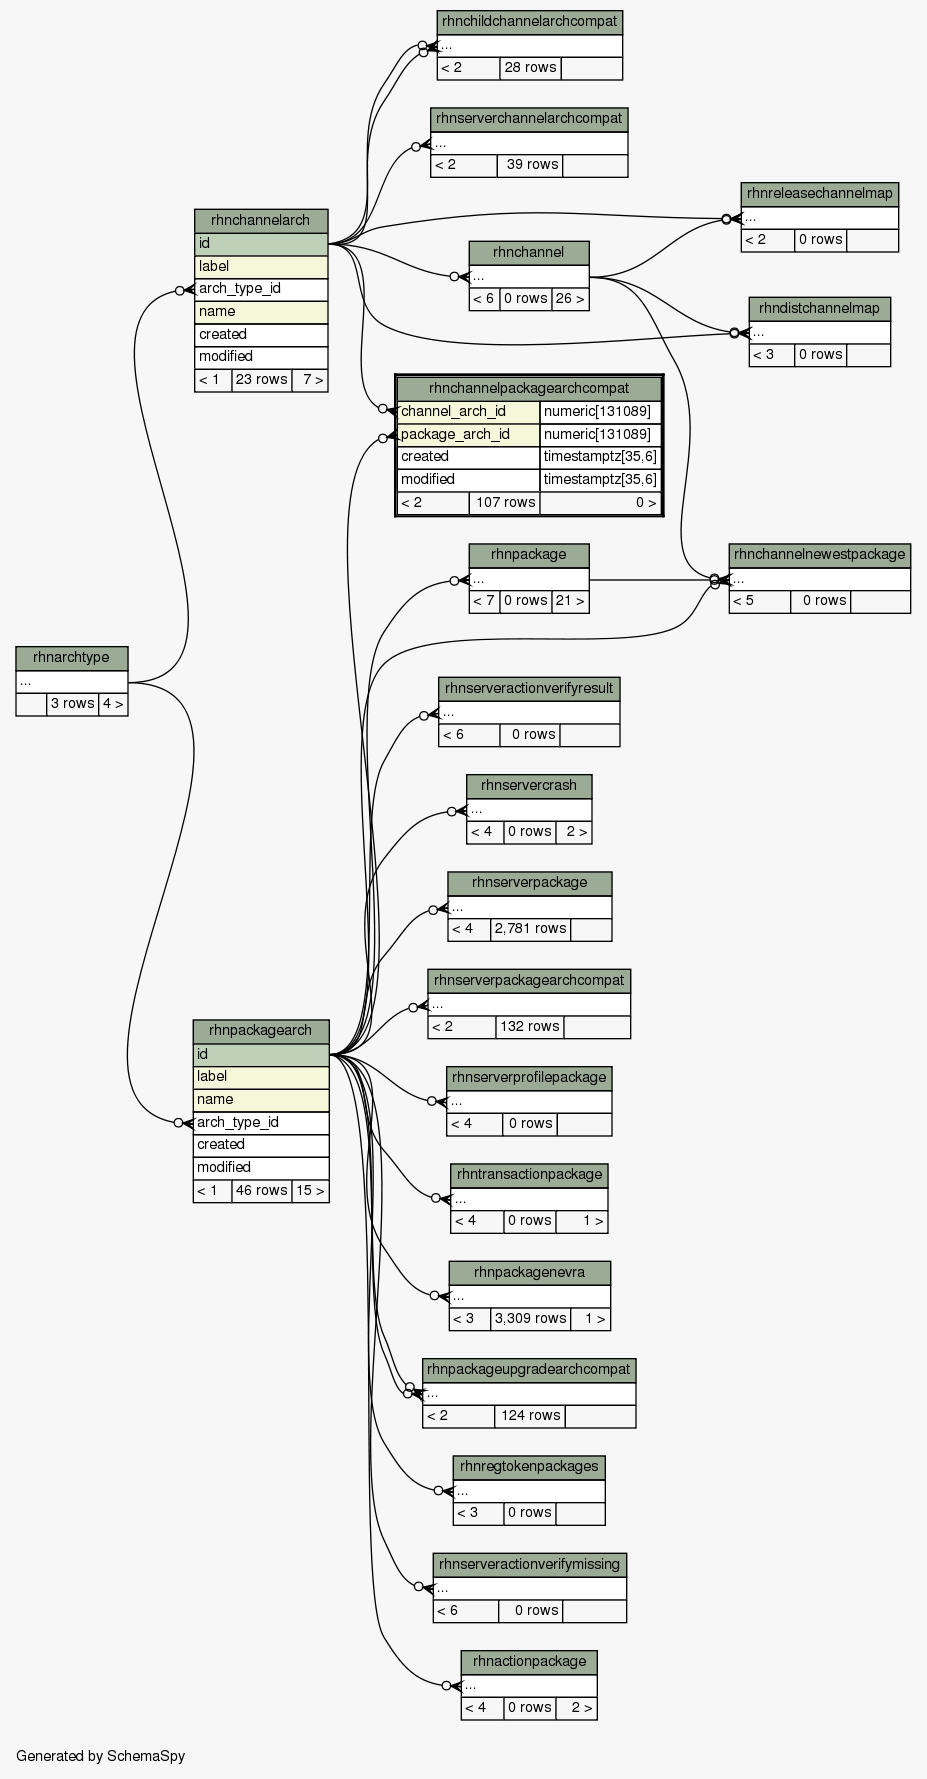 rhnchildchannelarchcompat
...
< 2 28 rows
rhnserverchannelarchcompat
...
< 2 39 rows
rhnreleasechannelmap
...
< 2 0 rows
rhnchannelarch
id
label
arch_type_id
name
created
modified
< 1 23 rows 7 >
rhnchannel
...
< 6 0 rows 26 >
rhndistchannelmap
...
< 3 0 rows
rhnchannelpackagearchcompat
channel_arch_id numeric[131089]
package_arch_id numeric[131089]
created timestamptz[35,6]
modified timestamptz[35,6]
< 2 107 rows 0 >
rhnpackage
...
< 7 0 rows 21 >
rhnchannelnewestpackage
...
< 5 0 rows
rhnarchtype
...
3 rows 4 >
rhnserveractionverifyresult
...
< 6 0 rows
rhnservercrash
...
< 4 0 rows 2 >
rhnserverpackage
...
< 4 2,781 rows
rhnserverpackagearchcompat
...
< 2 132 rows
rhnpackagearch
id
label
name
arch_type_id
created
modified
< 1 46 rows 15 >
rhnserverprofilepackage
...
< 4 0 rows
rhntransactionpackage
...
< 4 0 rows 1 >
rhnpackagenevra
...
< 3 3,309 rows 1 >
rhnpackageupgradearchcompat
...
< 2 124 rows
rhnregtokenpackages
...
< 3 0 rows
rhnserveractionverifymissing
...
< 6 0 rows
rhnactionpackage
...
< 4 0 rows 2 >
Generated by SchemaSpy